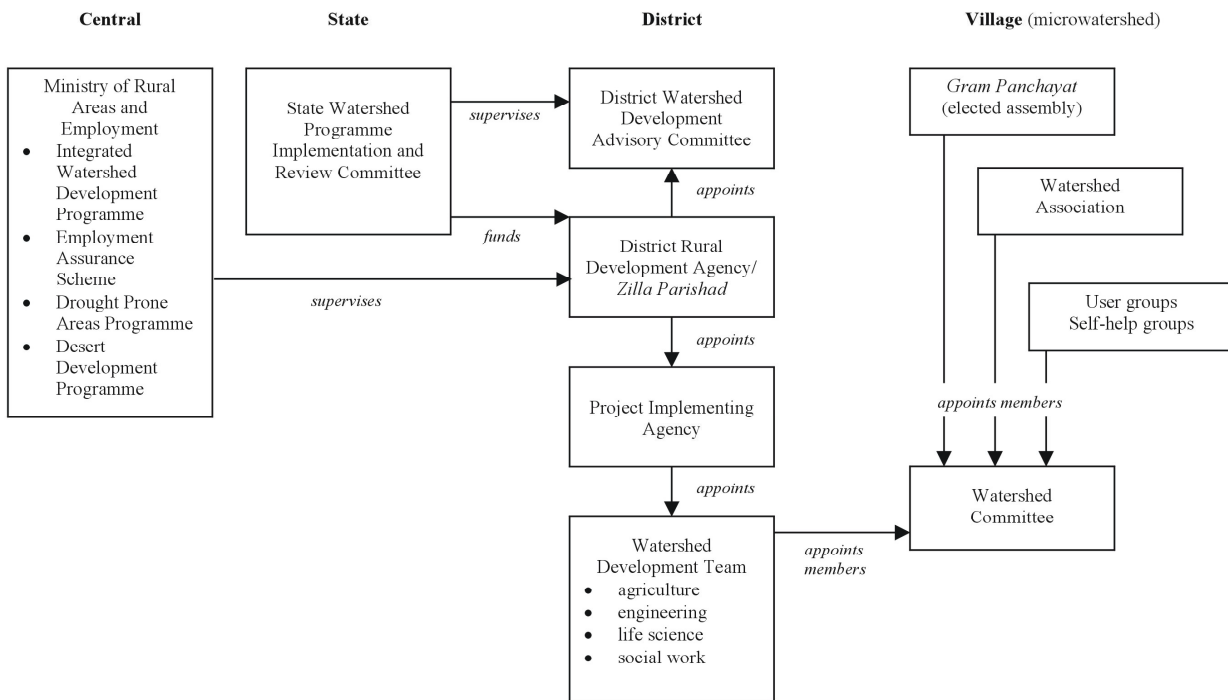 Central
State
District
Village (microwatershed)
Ministry of Rural
Areas and
Employment
• Integrated
Watershed
Development
Programme
• Employment
Assurance
Scheme
• Drought Prone
Areas Programme
• Desert
Development
Programme
State Watershed
Programme
Implementation and
Review Committee
supervises
funds
supervises
District Watershed
Development
Advisory Committee
appoints
District Rural
Development Agency/
Zilla Parishad
appoints
Project Implementing
Agency
appoints
Watershed
Development Team
• agriculture
• engineering
• life science
• social work
appoints
members
Gram Panchayat
(elected assembly)
Watershed
Association
User groups
Self-help groups
appoints members
Watershed
Committee